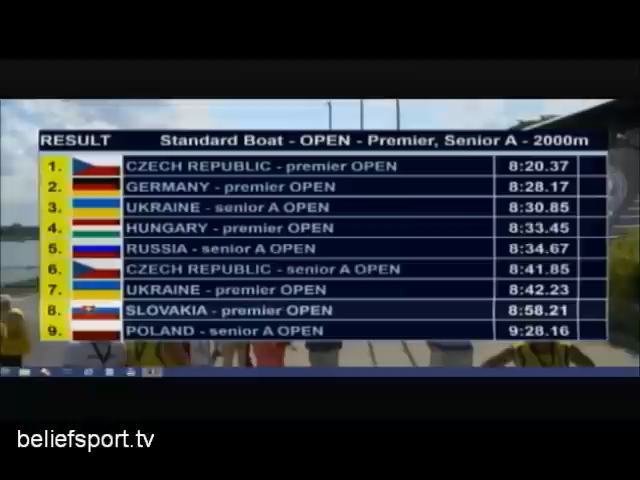 RESULT Standard Boat - OPEN - Premier, Senior A - 2000m
1. CZECH REPUBLIC - premier OPEN 8:20.37
2. GERMANY - premier OPEN 8:28.17
3. UKRAINE - senior A OPEN 8:30.85
4. HUNGARY - premier OPEN 8:33.45
5. RUSSIA - senior A OPEN 8:34.67
6. CZECH REPUBLIC - senior A OPEN 8:41.85
7. UKRAINE - premier OPEN 8:42.23
8. SLOVAKIA - premier OPEN 8:58.21
9. POLAND - senior A OPEN 9:28.16
beliefsport.tv